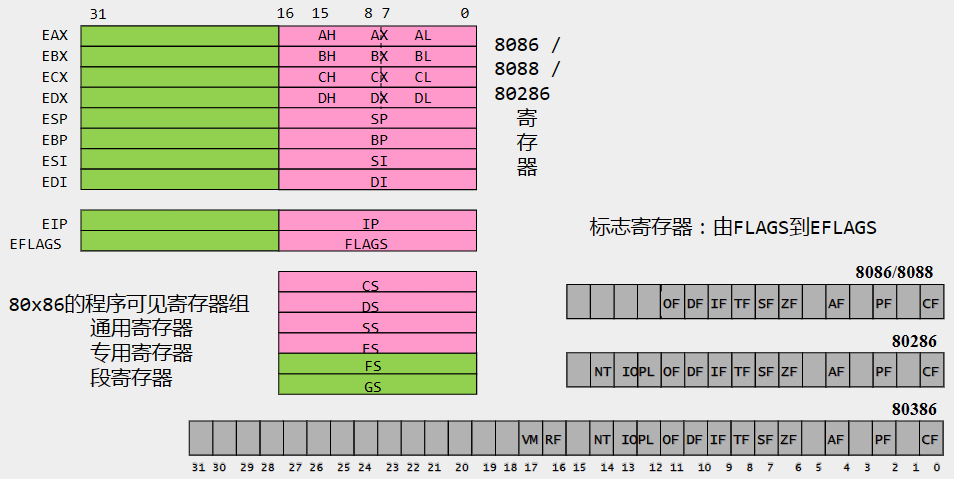 31 16 15 8 7 0
EAX AH AX AL
EBX BH BX BL
ECX CH CX CL
EDX DH DX DL
ESP SP
EBP BP
ESI SI
EDI DI
8086 /
8088 /
80286
寄
存
器
EIP IP
EFLAGS FLAGS
CS
DS
SS
ES
FS
GS
80x86的程序可见寄存器组
通用寄存器
专用寄存器
段寄存器
标志寄存器：由FLAGS到EFLAGS
8086/8088
OF DF IF TF SF ZF AF PF CF
80286
NT IOPL OF DF IF TF SF ZF AF PF CF
80386
VM RF NT IOPL OF DF IF TF SF ZF AF PF CF
31 30 29 28 27 26 25 24 23 22 21 20 19 18 17 16 15 14 13 12 11 10 9 8 7 6 5 4 3 2 1 0